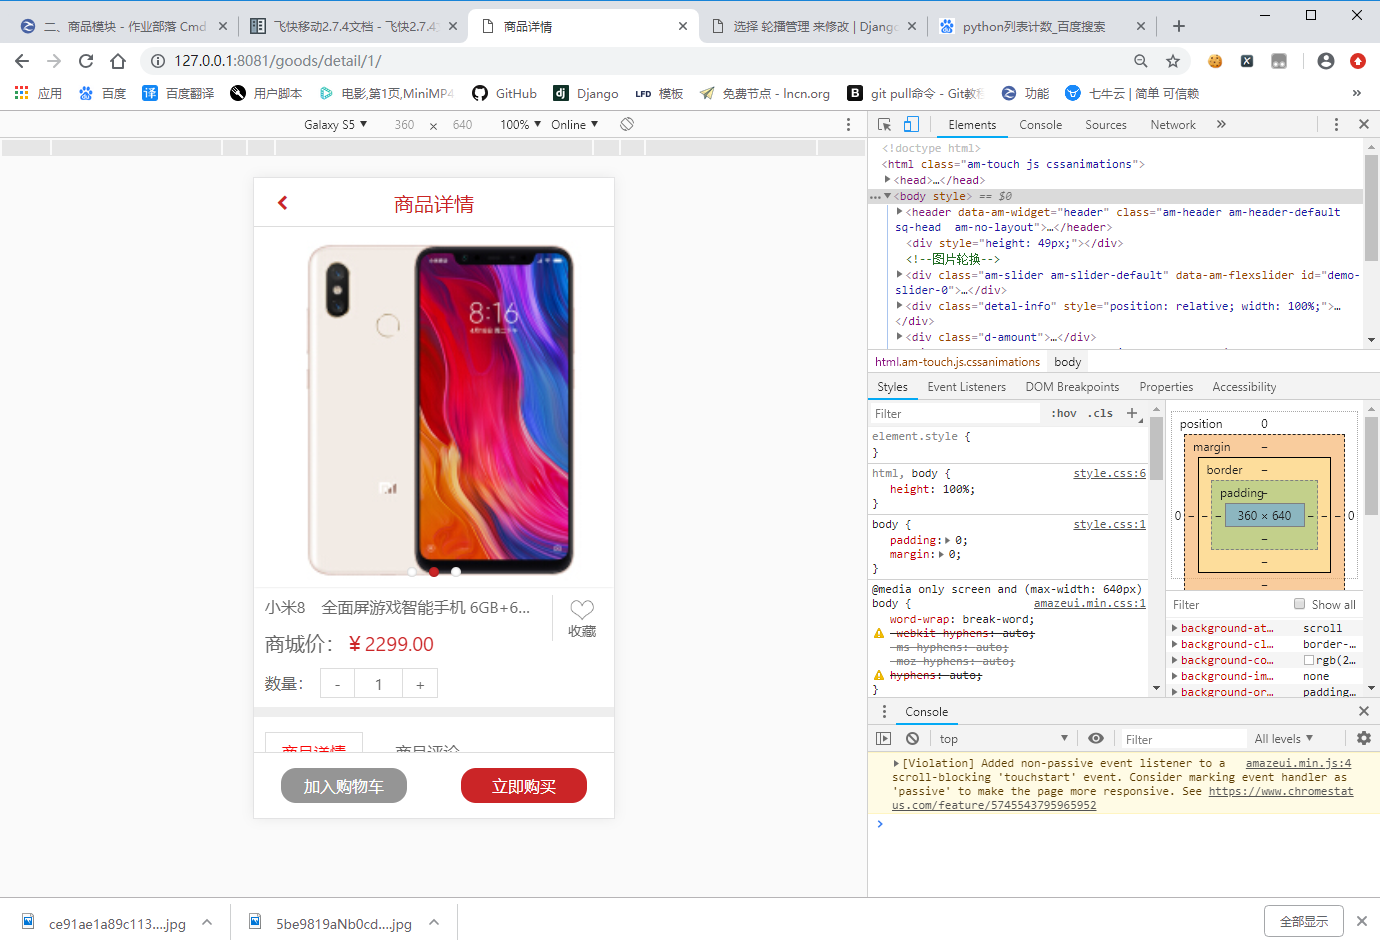 二、商品模块 - 作业部落 Cmd
飞快移动2.7.4文档 - 飞快2.7.4
商品详情
选择 轮播管理 来修改 | Django
python列表计数_百度搜索
127.0.0.1:8081/goods/detail/1/
应用
百度
译
百度翻译
用户脚本
电影,第1页,MiniMP4
GitHub
dj
Django
LFD
模板
免费节点 - lncn.org
B
git pull命令 - Git教程
功能
七牛云 | 简单 可信赖
»
Galaxy S5
360
×
640
100%
Online
Elements
Console
Sources
Network
»
<!doctype html>
<html class="am-touch js cssanimations">
<head>…</head>
…<body style> == $0
<header data-am-widget="header" class="am-header am-header-default
sq-head  am-no-layout">…</header>
<div style="height: 49px;"></div>
<!--图片轮换-->
<div class="am-slider am-slider-default" data-am-flexslider id="demo-
slider-0">…</div>
<div class="detal-info" style="position: relative; width: 100%;">…
</div>
<div class="d-amount">…</div>
html.am-touch.js.cssanimations
body
Styles
Event Listeners
DOM Breakpoints
Properties
Accessibility
Filter
:hov
.cls
+
element.style {
}
html, body {
style.css:6
height: 100%;
}
body {
style.css:1
padding: 0;
margin: 0;
}
@media only screen and (max-width: 640px)
body {
amazeui.min.css:1
word-wrap: break-word;
-webkit-hyphens: auto;
-ms-hyphens: auto;
-moz-hyphens: auto;
hyphens: auto;
}
position
0
margin
–
border
–
padding
–
0
–
–
–
360 × 640
–
–
–
0
–
–
–
Filter
Show all
background-at…
scroll
background-cl…
border-…
background-co…
rgb(2…
background-im…
none
background-or…
padding…
商品详情
8:16
小米8　全面屏游戏智能手机 6GB+6...
收藏
商城价：
¥ 2299.00
数量：
-
1
+
商品详情
商品评论
加入购物车
立即购买
Console
top
Filter
All levels
[Violation] Added non-passive event listener to a
amazeui.min.js:4
scroll-blocking 'touchstart' event. Consider marking event handler as
'passive' to make the page more responsive. See https://www.chromestat
us.com/feature/5745543795965952
ce91ae1a89c113....jpg
5be9819aNb0cd....jpg
全部显示